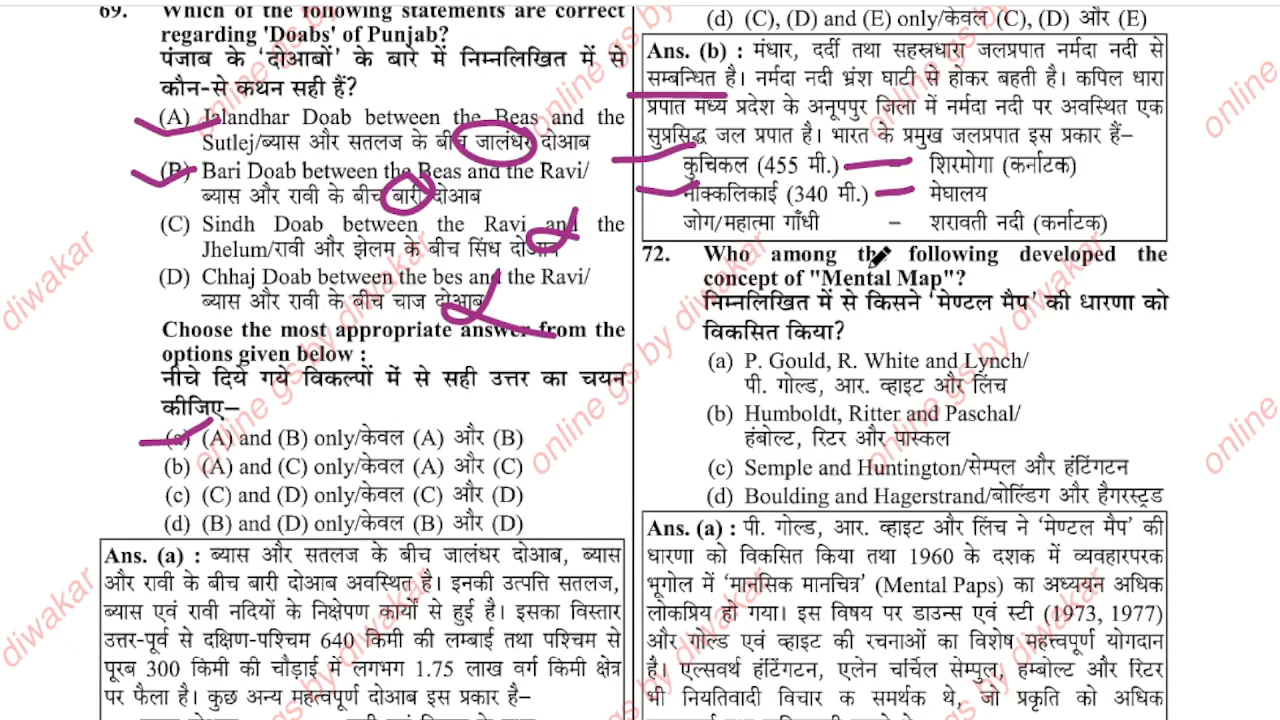 69. Which of the following statements are correct
regarding 'Doabs' of Punjab?
पंजाब के 'दोआबों' के बारे में निम्नलिखित में से
कौन-से कथन सही हैं?
(A) Jalandhar Doab between the Beas and the
Sutlej/ब्यास और सतलज के बीच जालंधर दोआब
(B) Bari Doab between the Beas and the Ravi/
ब्यास और रावी के बीच बारी दोआब
(C) Sindh Doab between the Ravi and the
Jhelum/रावी और झेलम के बीच सिंध दोआब
(D) Chhaj Doab between the bes and the Ravi/
ब्यास और रावी के बीच चाज दोआब
Choose the most appropriate answer from the
options given below :
नीचे दिये गये विकल्पों में से सही उत्तर का चयन
कीजिए–
(a) (A) and (B) only/केवल (A) और (B)
(b) (A) and (C) only/केवल (A) और (C)
(c) (C) and (D) only/केवल (C) और (D)
(d) (B) and (D) only/केवल (B) और (D)
Ans. (a) : ब्यास और सतलज के बीच जालंधर दोआब, ब्यास
और रावी के बीच बारी दोआब अवस्थित है। इनकी उत्पत्ति सतलज,
ब्यास एवं रावी नदियों के निक्षेपण कार्यो से हुई है। इसका विस्तार
उत्तर-पूर्व से दक्षिण-पश्चिम 640 किमी की लम्बाई तथा पश्चिम से
पूरब 300 किमी की चौड़ाई में लगभग 1.75 लाख वर्ग किमी क्षेत्र
पर फैला है। कुछ अन्य महत्वपूर्ण दोआब इस प्रकार है–
(d) (C), (D) and (E) only/केवल (C), (D) और (E)
Ans. (b) : मंधार, दर्दी तथा सहस्त्रधारा जलप्रपात नर्मदा नदी से
सम्बन्धित है। नर्मदा नदी भ्रंश घाटी से होकर बहती है। कपिल धारा
प्रपात मध्य प्रदेश के अनूपपुर जिला में नर्मदा नदी पर अवस्थित एक
सुप्रसिद्ध जल प्रपात है। भारत के प्रमुख जलप्रपात इस प्रकार हैं–
कुचिकल (455 मी.) – शिरमोगा (कर्नाटक)
नोक्कलिकाई (340 मी.) – मेघालय
जोग/महात्मा गाँधी – शरावती नदी (कर्नाटक)
72. Who among the following developed the
concept of "Mental Map"?
निम्नलिखित में से किसने 'मेण्टल मैप' की धारणा को
विकसित किया?
(a) P. Gould, R. White and Lynch/
पी. गोल्ड, आर. व्हाइट और लिंच
(b) Humboldt, Ritter and Paschal/
हंबोल्ट, रिटर और पास्कल
(c) Semple and Huntington/सेम्पल और हंटिंगटन
(d) Boulding and Hagerstrand/बोल्डिंग और हैगरस्ट्रड
Ans. (a) : पी. गोल्ड, आर. व्हाइट और लिंच ने 'मेण्टल मैप' की
धारणा को विकसित किया तथा 1960 के दशक में व्यवहारपरक
भूगोल में 'मानसिक मानचित्र' (Mental Paps) का अध्ययन अधिक
लोकप्रिय हो गया। इस विषय पर डाउन्स एवं स्टी (1973, 1977)
और गोल्ड एवं व्हाइट की रचनाओं का विशेष महत्त्वपूर्ण योगदान
है। एल्सवर्थ हंटिंगटन, एलेन चर्चिल सेम्पुल, हम्बोल्ट और रिटर
भी नियतिवादी विचार क समर्थक थे, जो प्रकृति को अधिक
online gs by diwakar